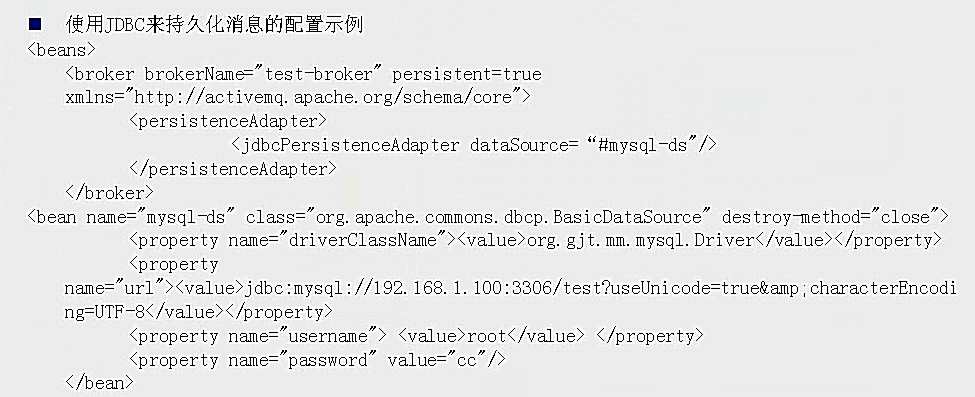 ■ 使用JDBC来持久化消息的配置示例
<beans>
<broker brokerName="test-broker" persistent=true
xmlns="http://activemq.apache.org/schema/core">
<persistenceAdapter>
<jdbcPersistenceAdapter dataSource= “#mysql-ds"/>
</persistenceAdapter>
</broker>
<bean name="mysql-ds" class="org.apache.commons.dbcp.BasicDataSource" destroy-method="close">
<property name="driverClassName"><value>org.gjt.mm.mysql.Driver</value></property>
<property
name="url"><value>jdbc:mysql://192.168.1.100:3306/test?useUnicode=true&amp;characterEncodi
ng=UTF-8</value></property>
<property name="username"> <value>root</value> </property>
<property name="password" value="cc"/>
</bean>